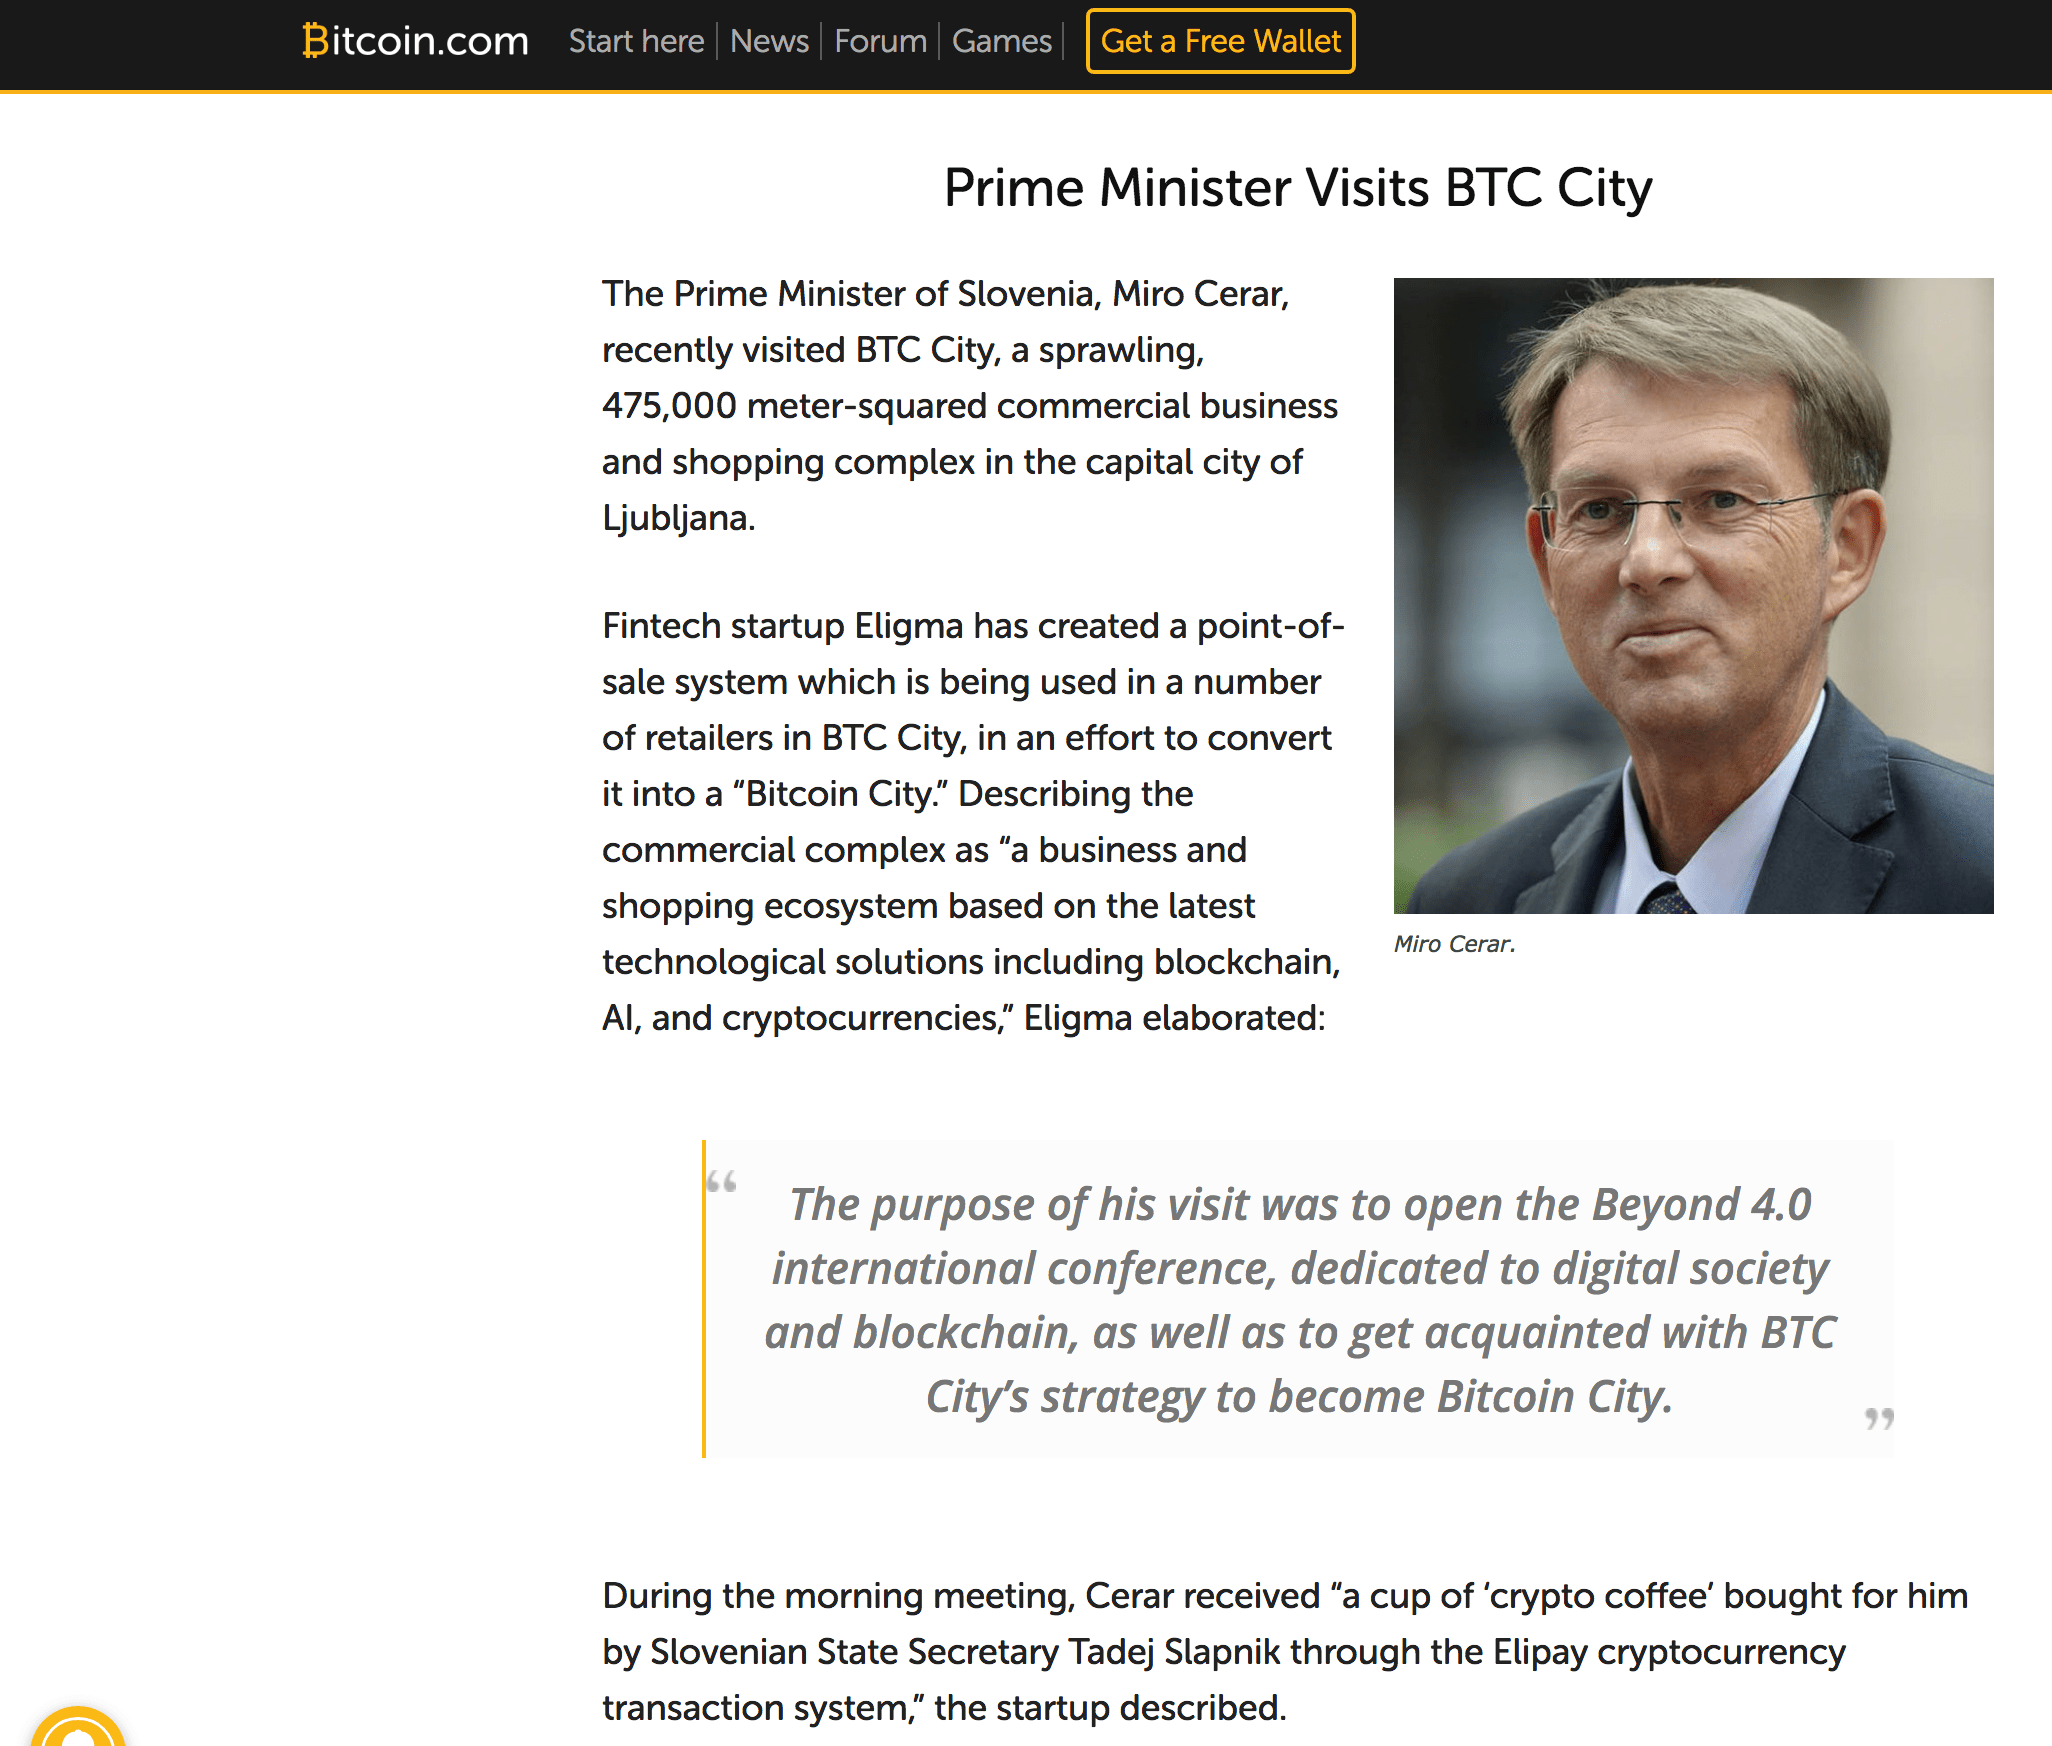 Bitcoin.com Start here News Forum Games Get a Free Wallet
Prime Minister Visits BTC City
The Prime Minister of Slovenia, Miro Cerar,
recently visited BTC City, a sprawling,
475,000 meter-squared commercial business
and shopping complex in the capital city of
Ljubljana.
Fintech startup Eligma has created a point-of-
sale system which is being used in a number
of retailers in BTC City, in an effort to convert
it into a “Bitcoin City.” Describing the
commercial complex as “a business and
shopping ecosystem based on the latest
technological solutions including blockchain,
AI, and cryptocurrencies,” Eligma elaborated:
Miro Cerar.
“ The purpose of his visit was to open the Beyond 4.0
international conference, dedicated to digital society
and blockchain, as well as to get acquainted with BTC
City’s strategy to become Bitcoin City. ”
During the morning meeting, Cerar received “a cup of ‘crypto coffee’ bought for him
by Slovenian State Secretary Tadej Slapnik through the Elipay cryptocurrency
transaction system,” the startup described.